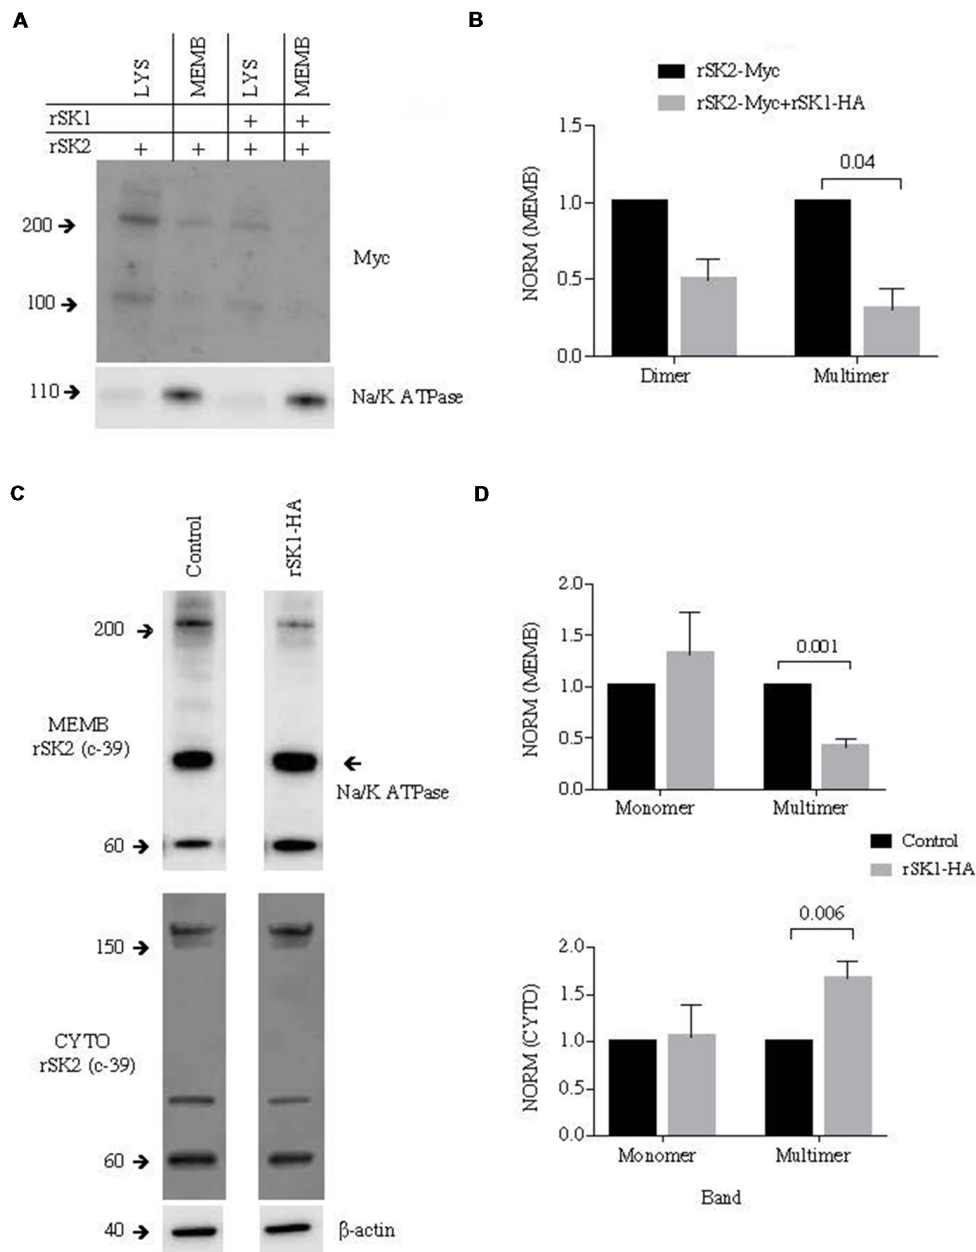 A
LYS
MEMB
LYS
MEMB
rSK1
+
+
rSK2
+
+
+
+
200
100
Myc
110
Na/K ATPase
B
rSK2-Myc
rSK2-Myc+rSK1-HA
NORM (MEMB)
1.5
1.0
0.5
0.0
0.04
Dimer
Multimer
C
Control
rSK1-HA
200
MEMB
rSK2 (c-39)
Na/K ATPase
60
150
CYTO
rSK2 (c-39)
60
40
β-actin
D
NORM (MEMB)
2.0
1.5
1.0
0.5
0.0
0.001
Monomer
Multimer
Control
rSK1-HA
NORM (CYTO)
2.0
1.5
1.0
0.5
0.0
0.006
Monomer
Multimer
Band